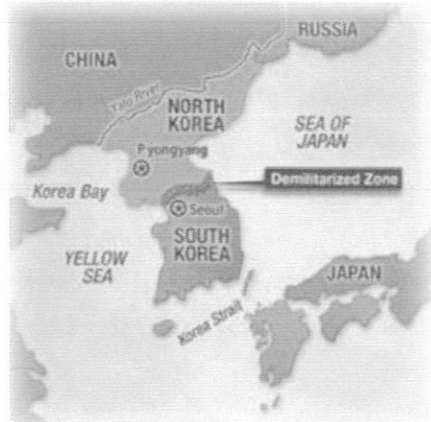 RUSSIA
CHINA
Yalu River
NORTH
KOREA
SEA OF
JAPAN
Pyongyang
Demilitarized Zone
Korea Bay
Seoul
SOUTH
KOREA
YELLOW
SEA
JAPAN
Korea Strait